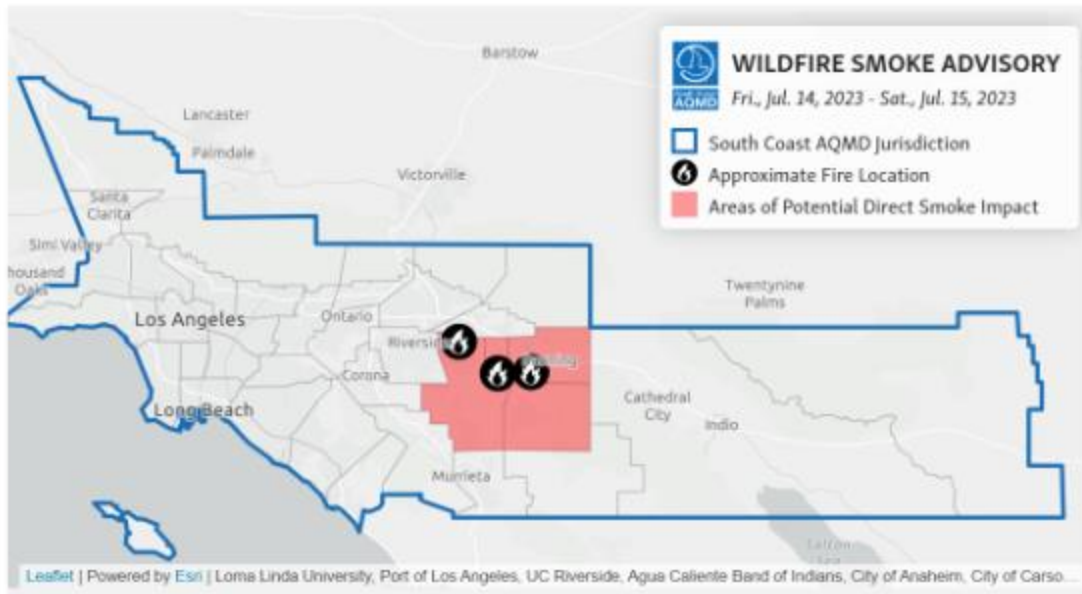 Barstow
WILDFIRE SMOKE ADVISORY
AQMD
Fri., Jul. 14, 2023 - Sat., Jul. 15, 2023
South Coast AQMD Jurisdiction
Approximate Fire Location
Areas of Potential Direct Smoke Impact
Lancaster
Palmdale
Victorville
Santa
Clarita
Simi Valley
housand
Oaks
Twentynine
Palms
Los Angeles
Ontario
Riversid
Corona
Long Beach
Cathedral
City
Indio
Murrieta
Leaflet | Powered by Esri | Loma Linda University, Port of Los Angeles, UC Riverside, Agua Caliente Band of Indians, City of Anaheim, City of Carso...